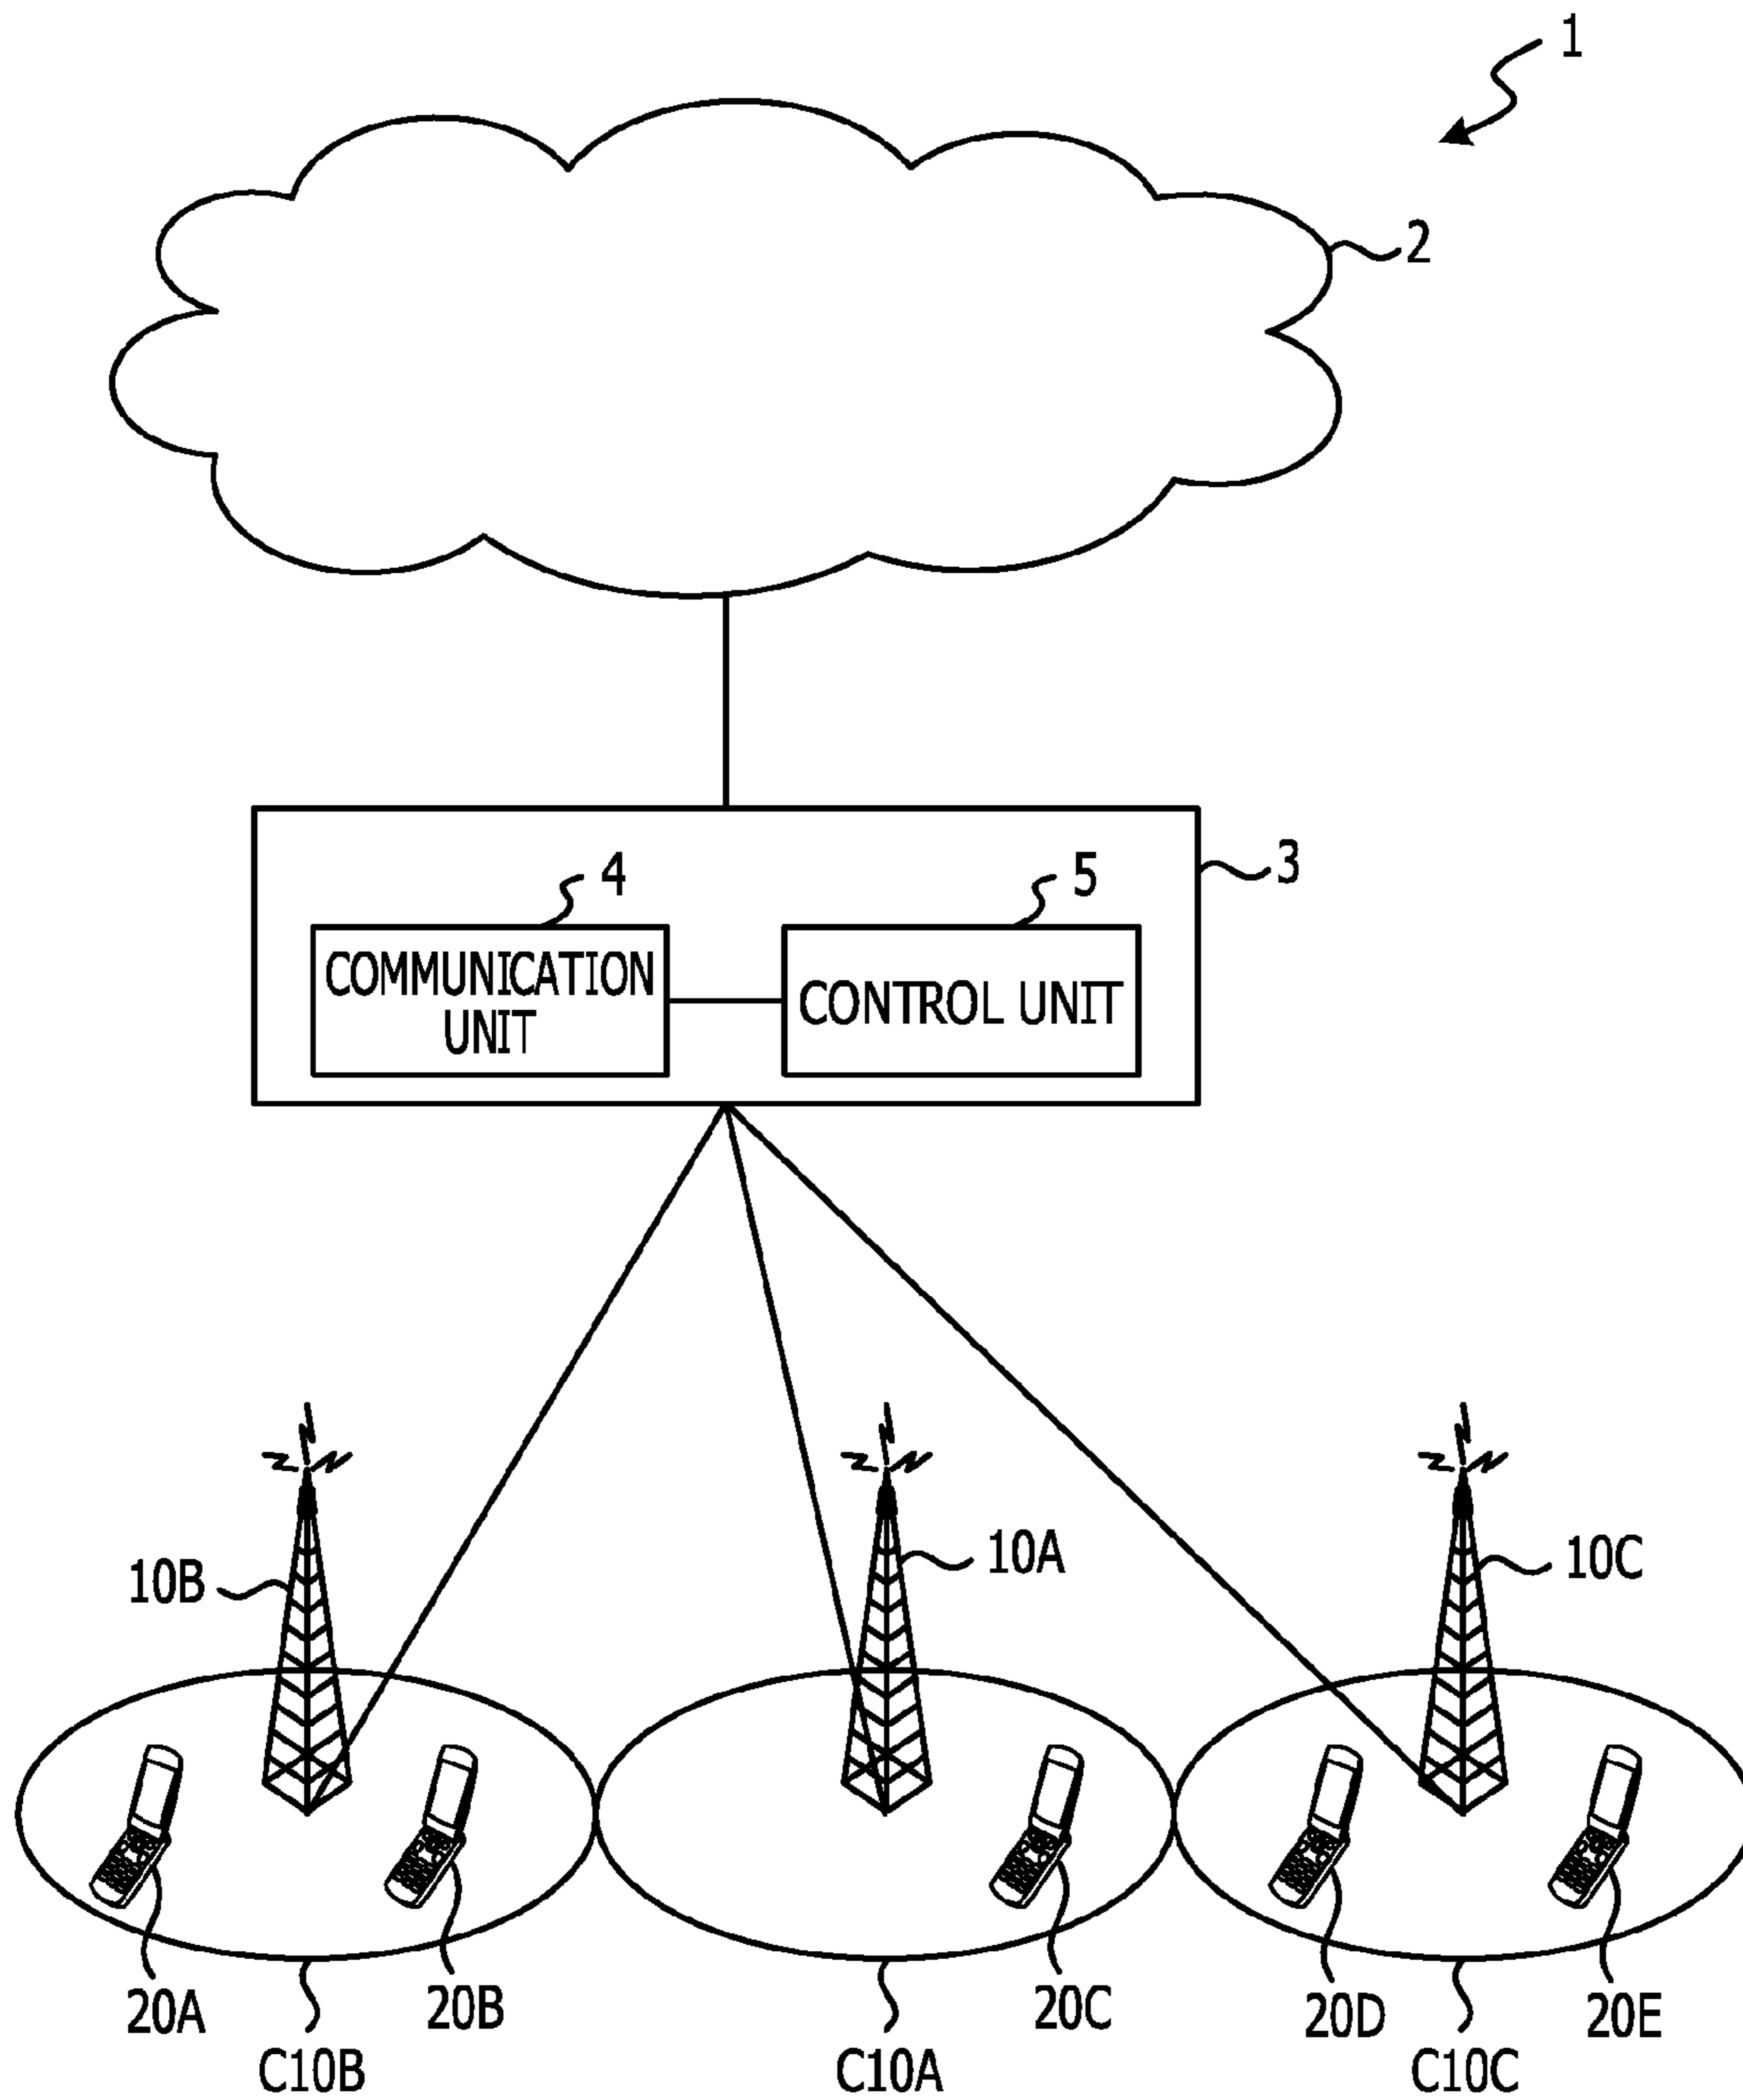 1
2
3
4
5
COMMUNICATION
UNIT
CONTROL UNIT
10B
10A
10C
20A
20B
20C
20D
20E
C10B
C10A
C10C